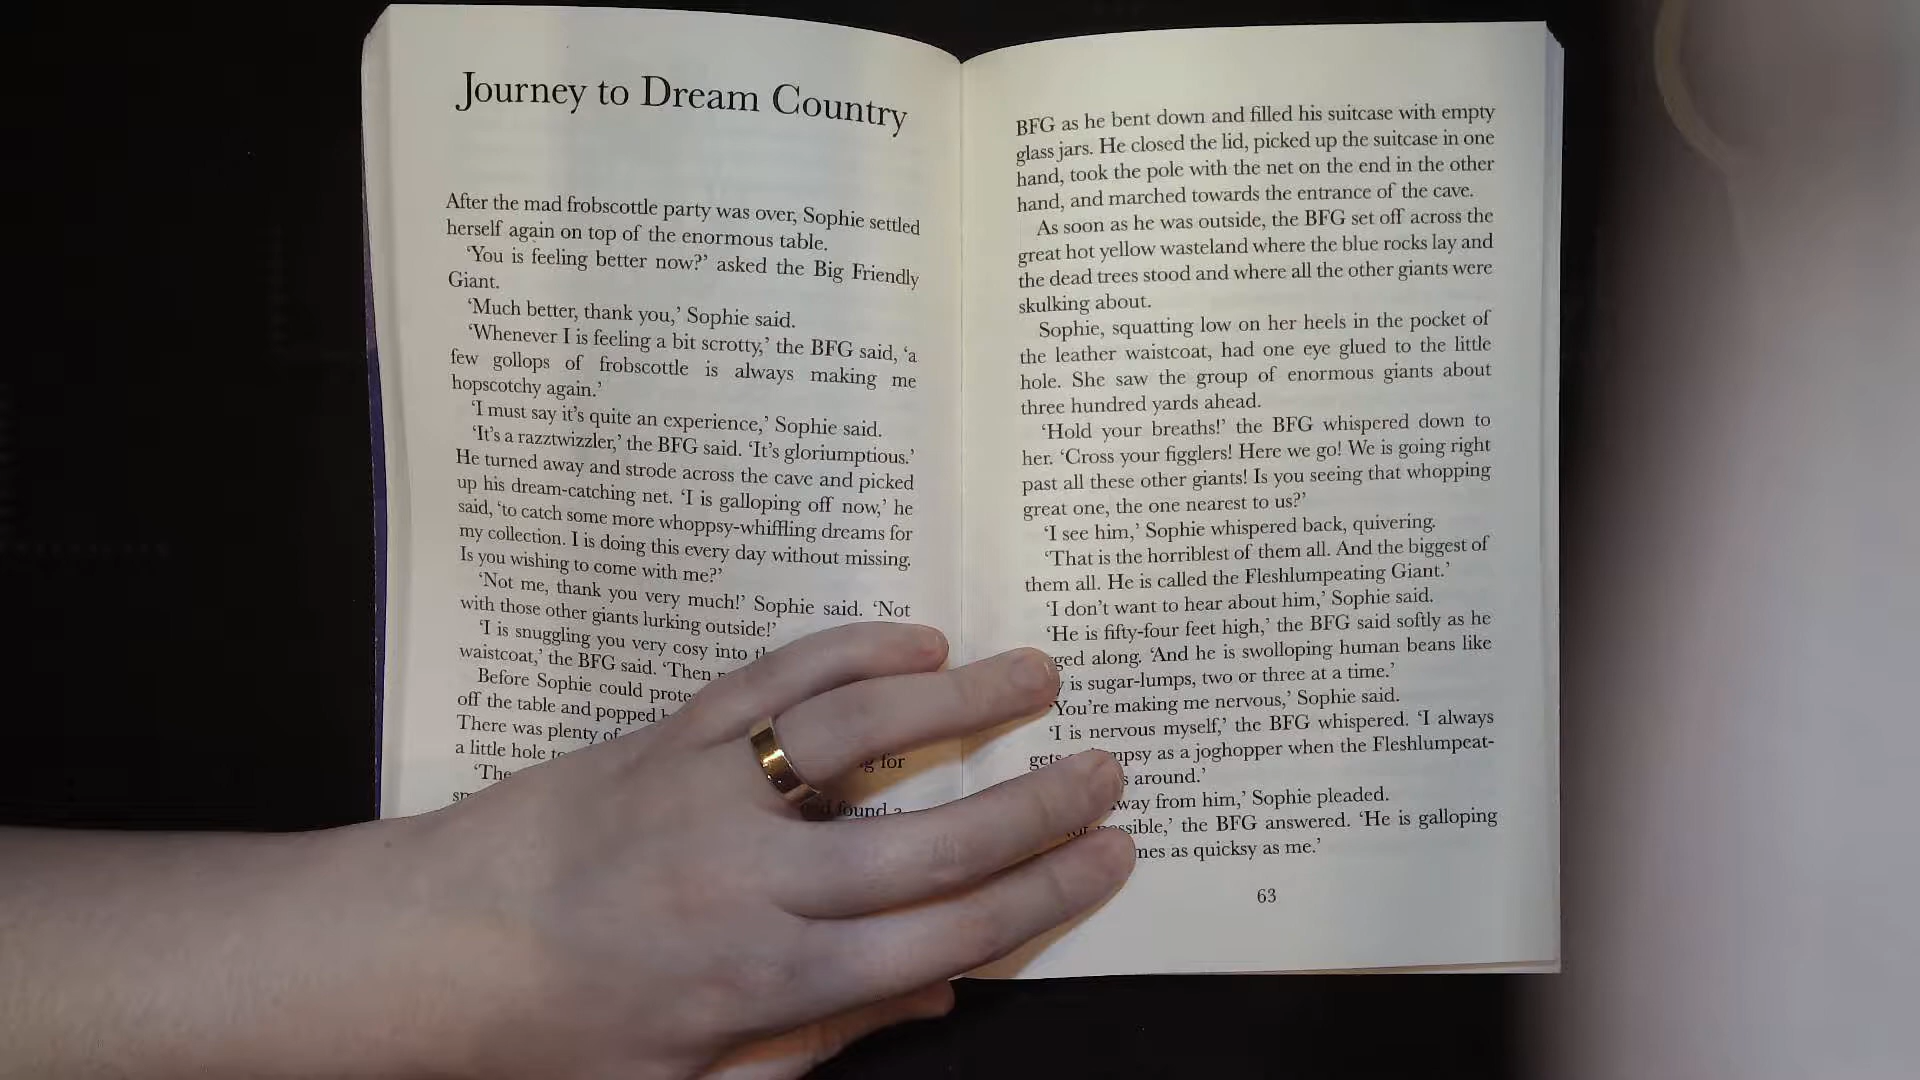 Journey to Dream Country
After the mad frobscottle party was over, Sophie settled
herself again on top of the enormous table.
‘You is feeling better now?’ asked the Big Friendly
Giant.
‘Much better, thank you,’ Sophie said.
‘Whenever I is feeling a bit scrotty,’ the BFG said, ‘a
few gollops of frobscottle is always making me
hopscotchy again.’
‘I must say it’s quite an experience,’ Sophie said.
‘It’s a razztwizzler,’ the BFG said. ‘It’s gloriumptious.’
He turned away and strode across the cave and picked
up his dream-catching net. ‘I is galloping off now,’ he
said, ‘to catch some more whoppsy-whiffling dreams for
my collection. I is doing this every day without missing.
Is you wishing to come with me?’
‘Not me, thank you very much!’ Sophie said. ‘Not
with those other giants lurking outside!’
‘I is snuggling you very cosy into
waistcoat,’ the BFG said. ‘Then
Before Sophie could
off the table and popped
There was plenty of
a little hole
‘The
for
found a
BFG as he bent down and filled his suitcase with empty
glass jars. He closed the lid, picked up the suitcase in one
hand, took the pole with the net on the end in the other
hand, and marched towards the entrance of the cave.
As soon as he was outside, the BFG set off across the
great hot yellow wasteland where the blue rocks lay and
the dead trees stood and where all the other giants were
skulking about.
Sophie, squatting low on her heels in the pocket of
the leather waistcoat, had one eye glued to the little
hole. She saw the group of enormous giants about
three hundred yards ahead.
‘Hold your breaths!’ the BFG whispered down to
her. ‘Cross your figglers! Here we go! We is going right
past all these other giants! Is you seeing that whopping
great one, the one nearest to us?’
‘I see him,’ Sophie whispered back, quivering.
‘That is the horriblest of them all. And the biggest of
them all. He is called the Fleshlumpeating Giant.’
‘I don’t want to hear about him,’ Sophie said.
‘He is fifty-four feet high,’ the BFG said softly as he
along. ‘And he is swolloping human beans like
is sugar-lumps, two or three at a time.’
‘You’re making me nervous,’ Sophie said.
‘I is nervous myself,’ the BFG whispered. ‘I always
gets as a joghopper when the Fleshlumpeat-
around.’
away from him,’ Sophie pleaded.
the BFG answered. ‘He is galloping
as quicksy as me.’
63